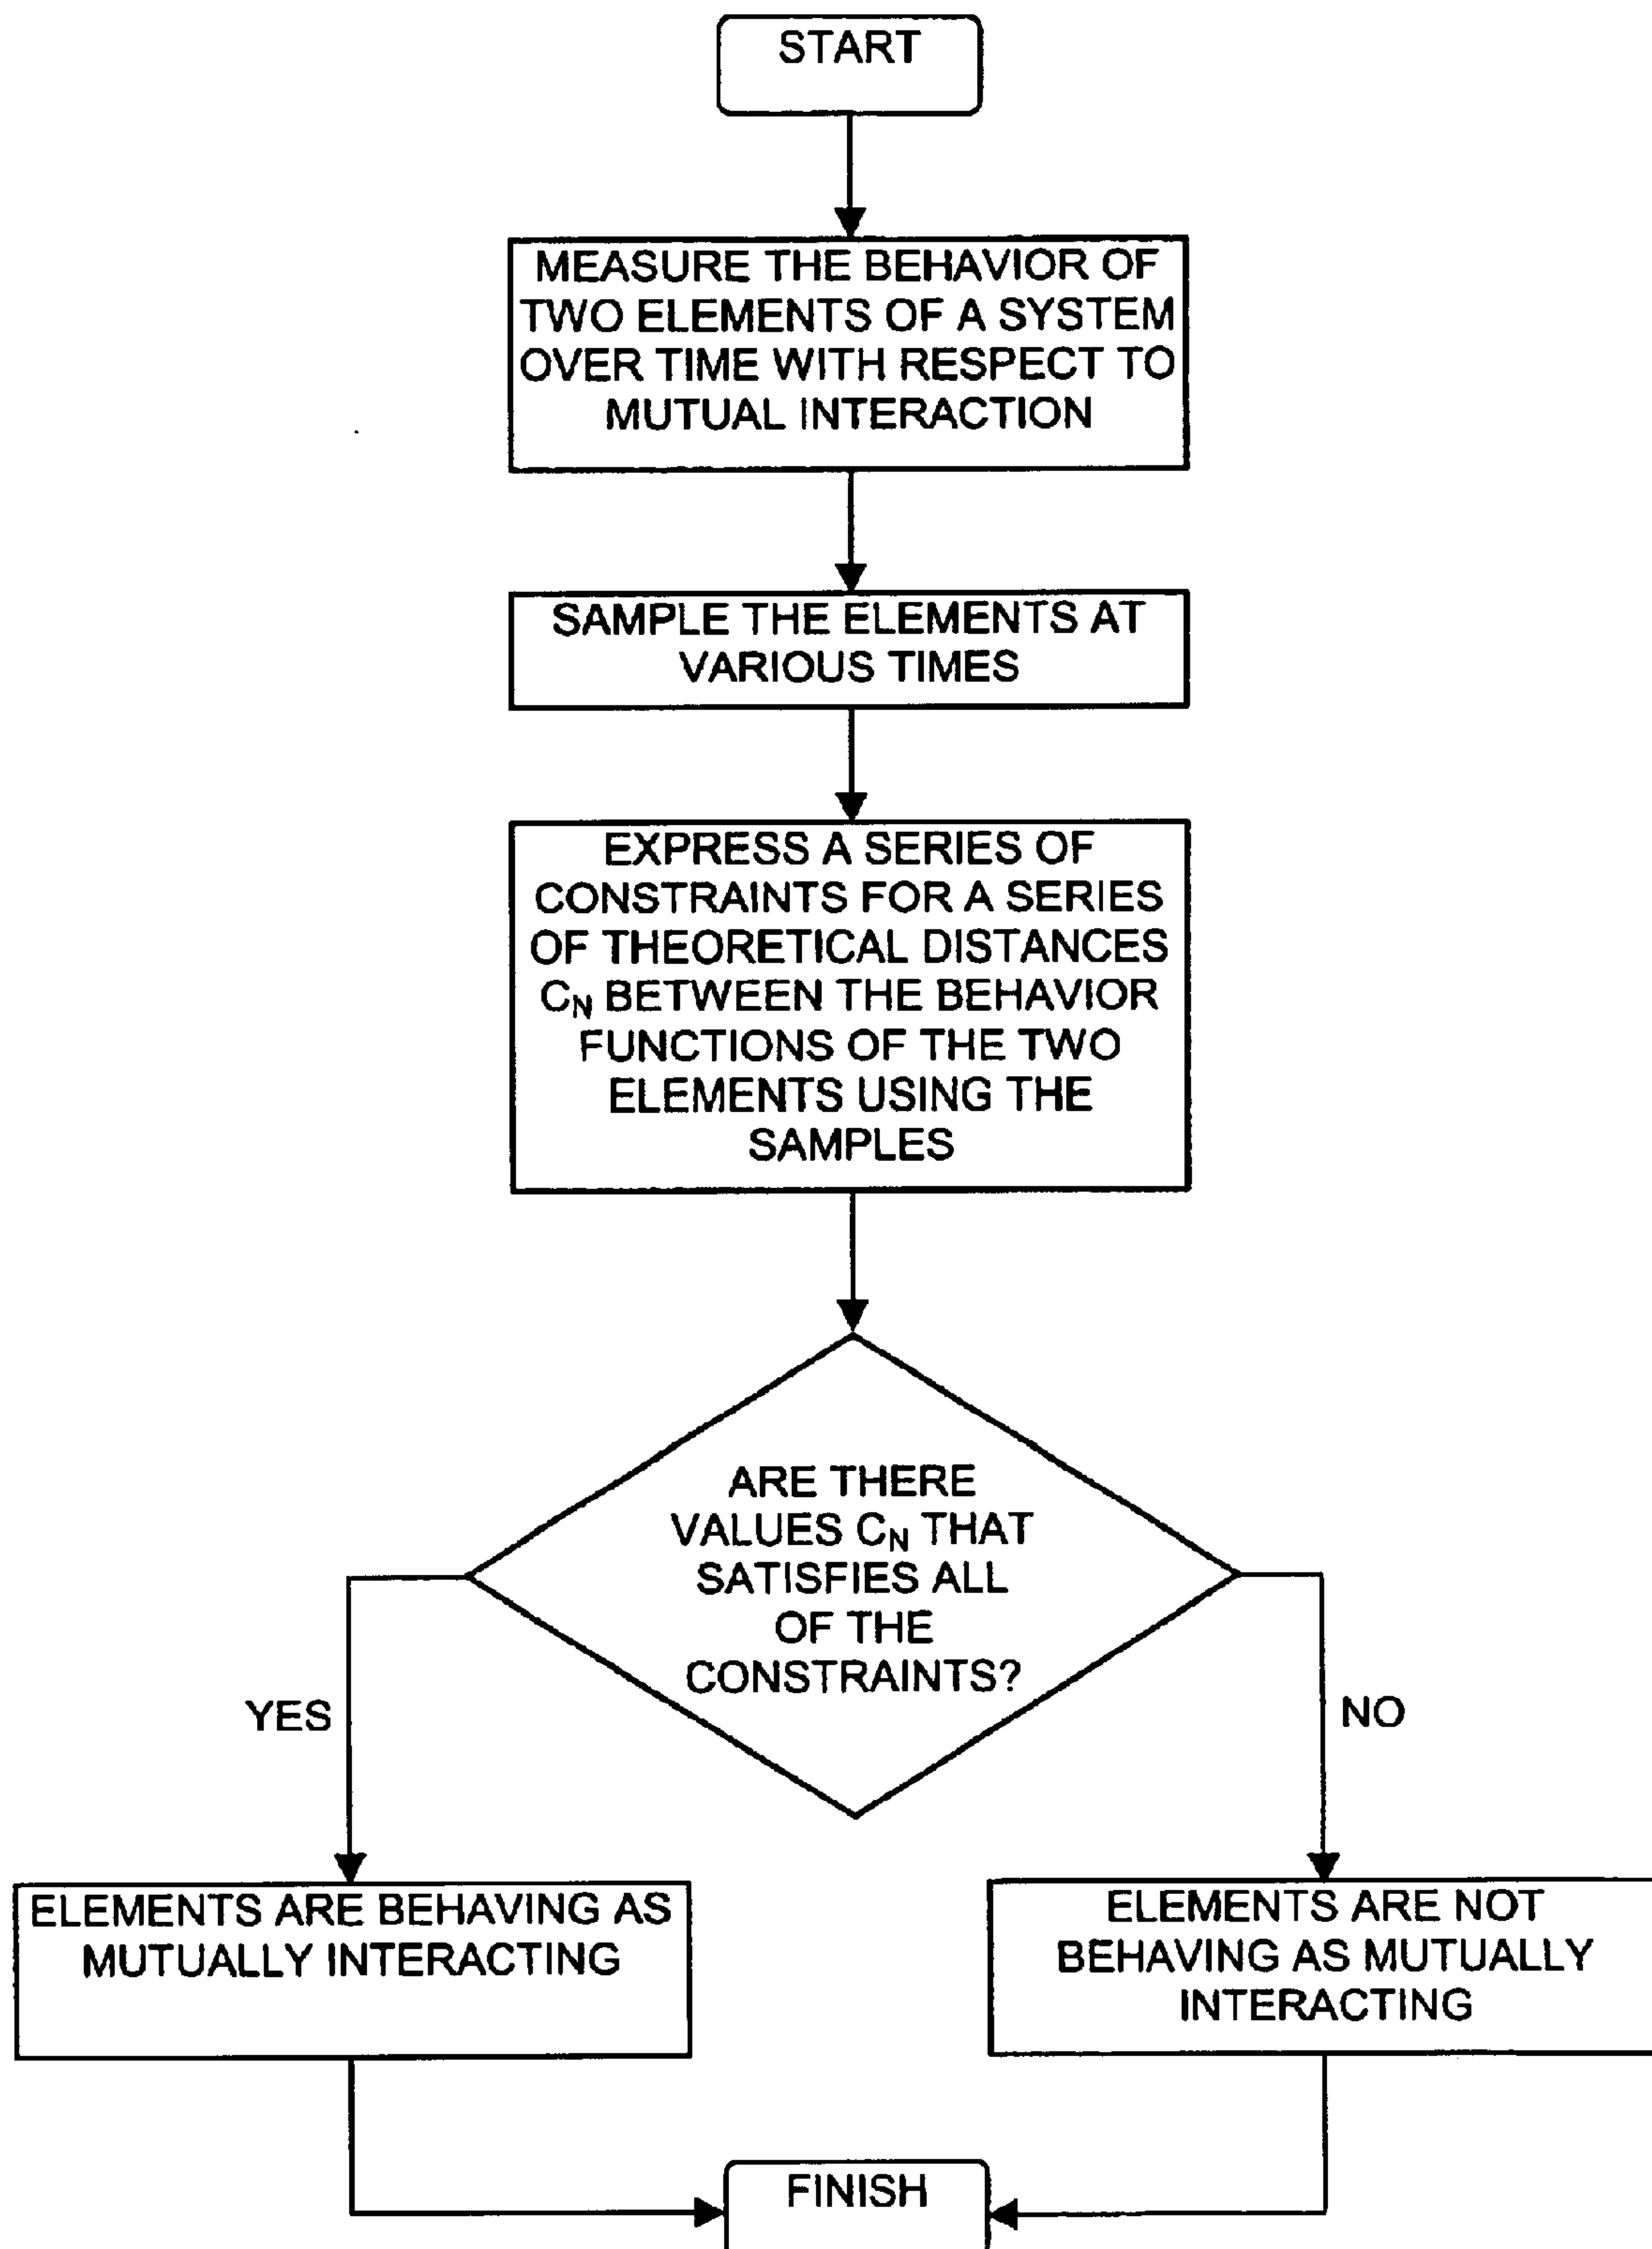 START
MEASURE THE BEHAVIOR OF
TWO ELEMENTS OF A SYSTEM
OVER TIME WITH RESPECT TO
MUTUAL INTERACTION
SAMPLE THE ELEMENTS AT
VARIOUS TIMES
EXPRESS A SERIES OF
CONSTRAINTS FOR A SERIES
OF THEORETICAL DISTANCES
C_N BETWEEN THE BEHAVIOR
FUNCTIONS OF THE TWO
ELEMENTS USING THE
SAMPLES
ARE THERE
VALUES C_N THAT
SATISFIES ALL
OF THE
CONSTRAINTS?
YES
NO
ELEMENTS ARE BEHAVING AS
MUTUALLY INTERACTING
ELEMENTS ARE NOT
BEHAVING AS MUTUALLY
INTERACTING
FINISH